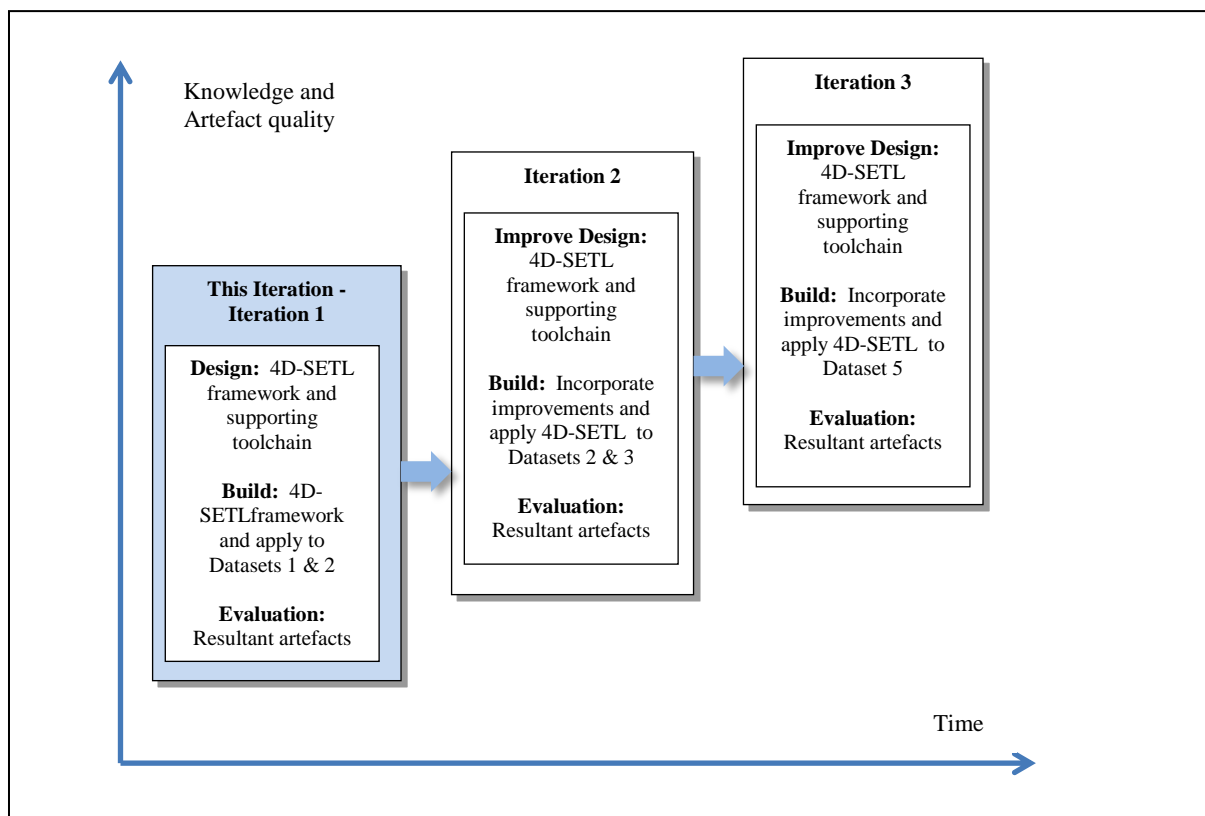 Knowledge and
Artefact quality
This Iteration -
Iteration 1
Design: 4D-SETL
framework and
supporting
toolchain
Build: 4D-
SETLframework
and apply to
Datasets 1 & 2
Evaluation:
Resultant artefacts
Iteration 2
Improve Design:
4D-SETL
framework and
supporting
toolchain
Build: Incorporate
improvements and
apply 4D-SETL to
Datasets 2 & 3
Evaluation:
Resultant artefacts
Iteration 3
Improve Design:
4D-SETL
framework and
supporting
toolchain
Build: Incorporate
improvements and
apply 4D-SETL to
Dataset 5
Evaluation:
Resultant artefacts
Time